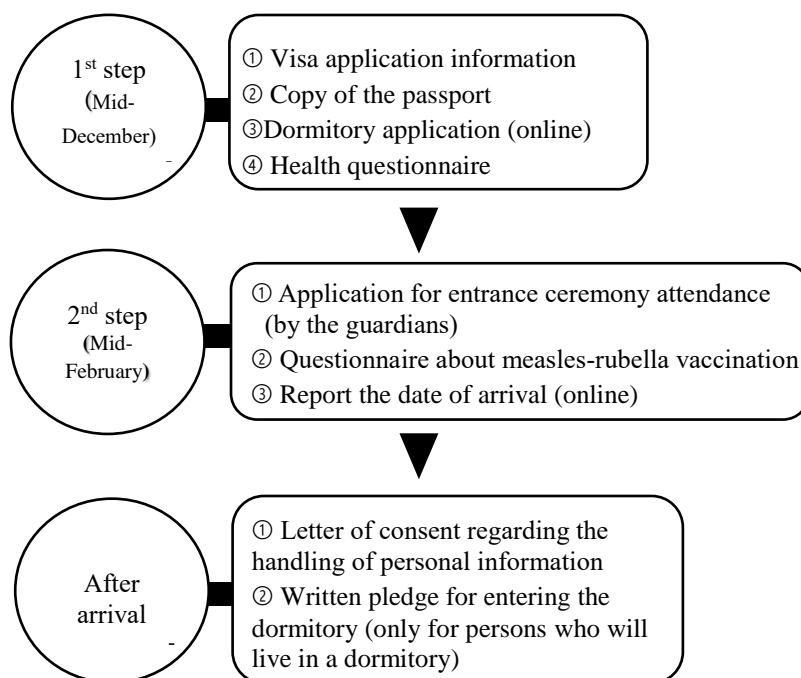 1st step
(Mid-
December)
-
① Visa application information
② Copy of the passport
③Dormitory application (online)
④ Health questionnaire
2nd step
(Mid-
February)
① Application for entrance ceremony attendance
(by the guardians)
② Questionnaire about measles-rubella vaccination
③ Report the date of arrival (online)
After
arrival
-
① Letter of consent regarding the
handling of personal information
② Written pledge for entering the
dormitory (only for persons who will
live in a dormitory)